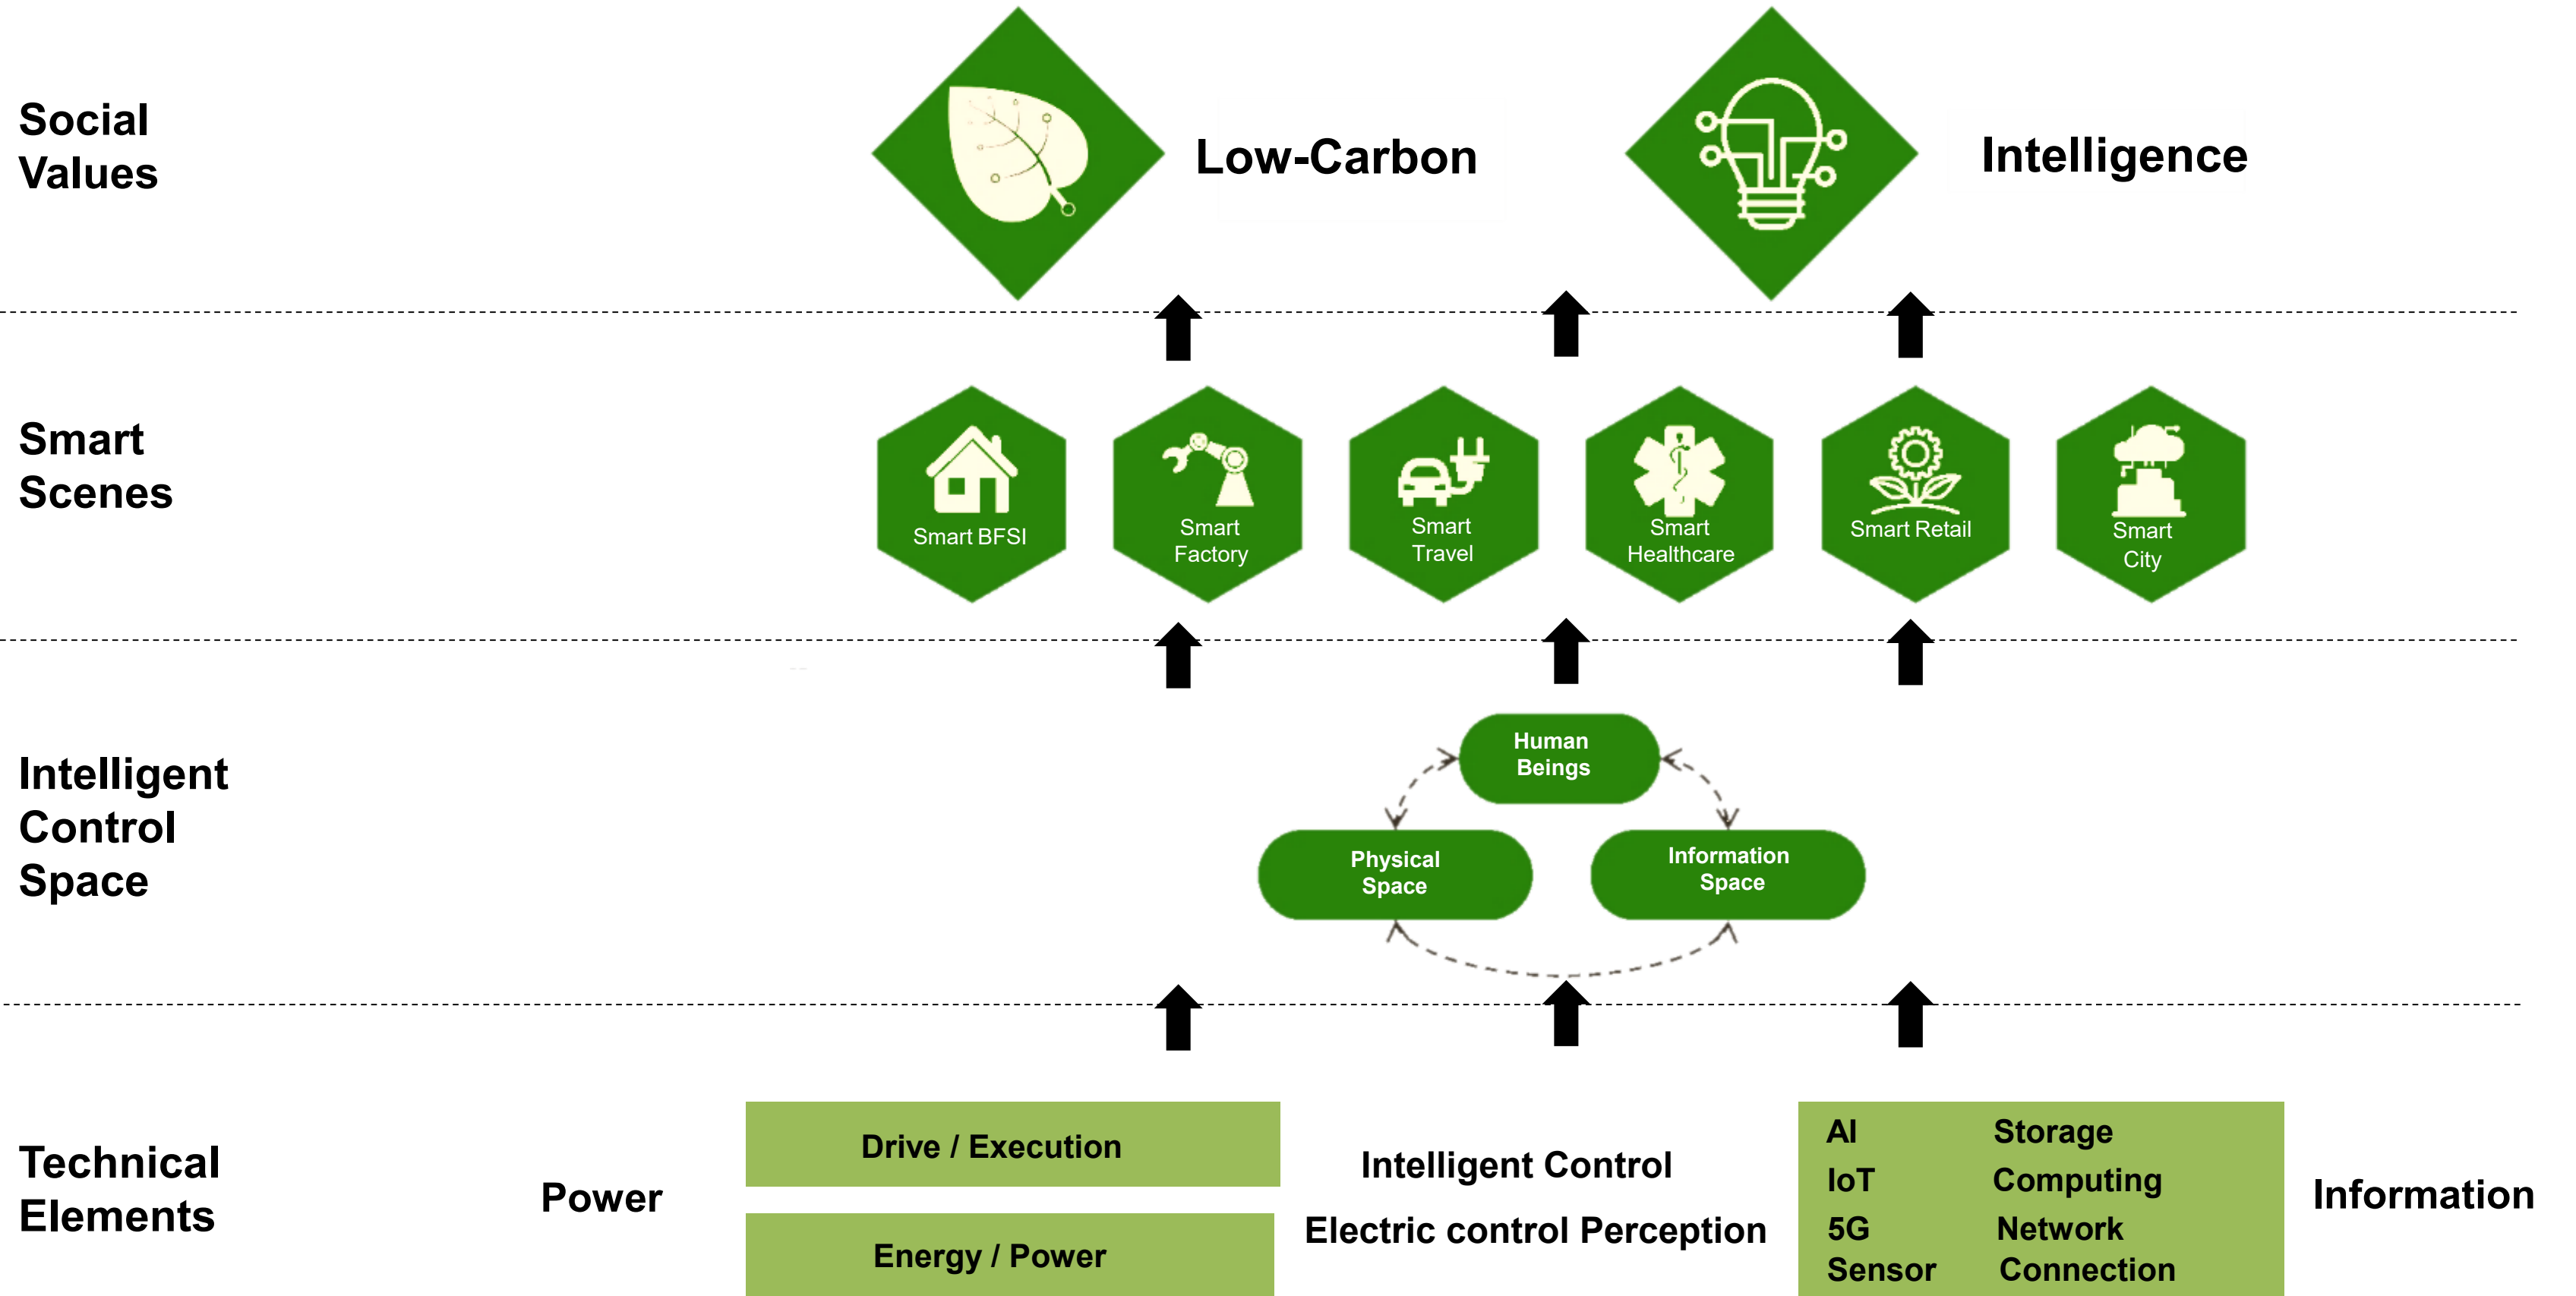 Social
Values
Low-Carbon
Intelligence
Smart
Scenes
Smart BFSI
Smart
Factory
Smart
Travel
Smart
Healthcare
Smart Retail
Smart
City
Intelligent
Control
Space
Human
Beings
Physical
Space
Information
Space
Technical
Elements
Power
Drive / Execution
Energy / Power
Intelligent Control
Electric control Perception
AI Storage
IoT Computing
5G Network
Sensor Connection
Information